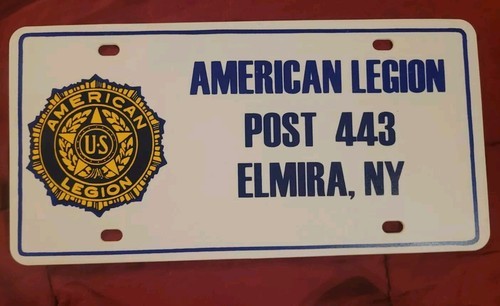 AMERICAN
U·S
LEGION
AMERICAN LEGION
POST 443
ELMIRA, NY